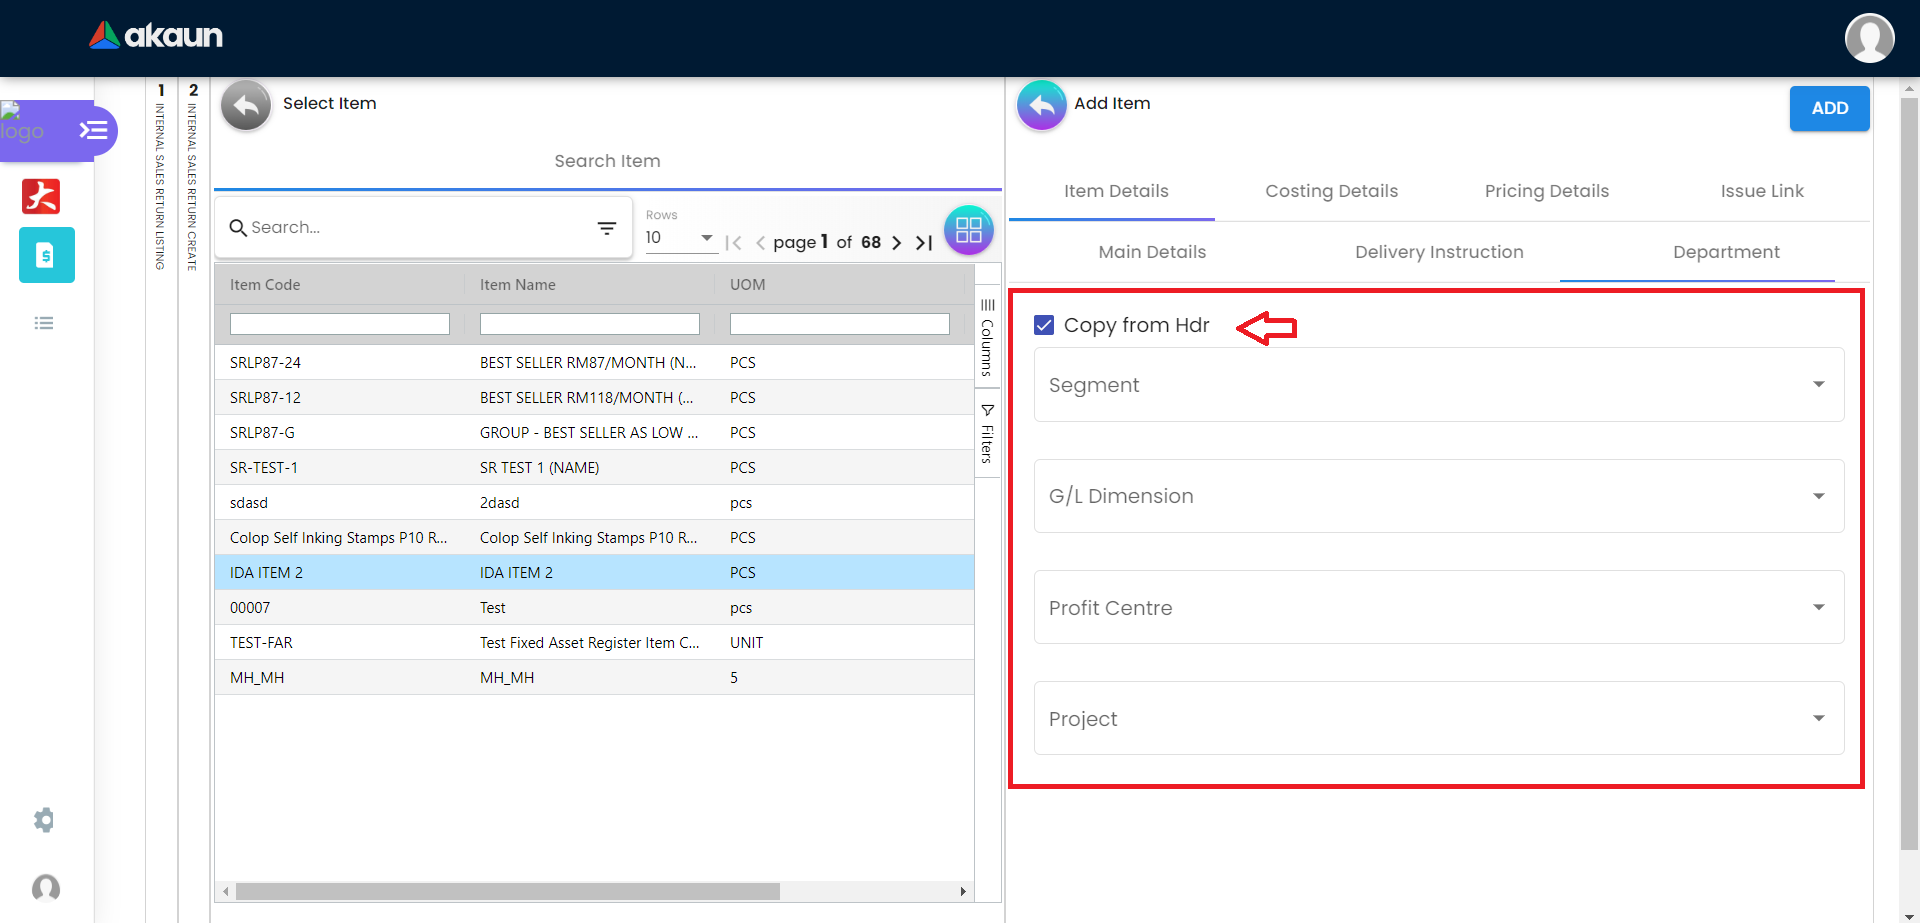 akaun
logo
1
INTERNAL SALES RETURN LISTING
2
INTERNAL SALES RETURN CREATE
Select Item
Search Item
Search...
Rows
10
page 1 of 68
Item Code Item Name UOM
SRLP87-24 BEST SELLER RM87/MONTH (N... PCS
SRLP87-12 BEST SELLER RM118/MONTH (... PCS
SRLP87-G GROUP - BEST SELLER AS LOW ... PCS
SR-TEST-1 SR TEST 1 (NAME) PCS
sdasd 2dasd pcs
Colop Self Inking Stamps P10 R... Colop Self Inking Stamps P10 R... PCS
IDA ITEM 2 IDA ITEM 2 PCS
00007 Test pcs
TEST-FAR Test Fixed Asset Register Item C... UNIT
MH_MH MH_MH 5
Columns
Filters
Add Item
ADD
Item Details Costing Details Pricing Details Issue Link
Main Details Delivery Instruction Department
Copy from Hdr
Segment
G/L Dimension
Profit Centre
Project